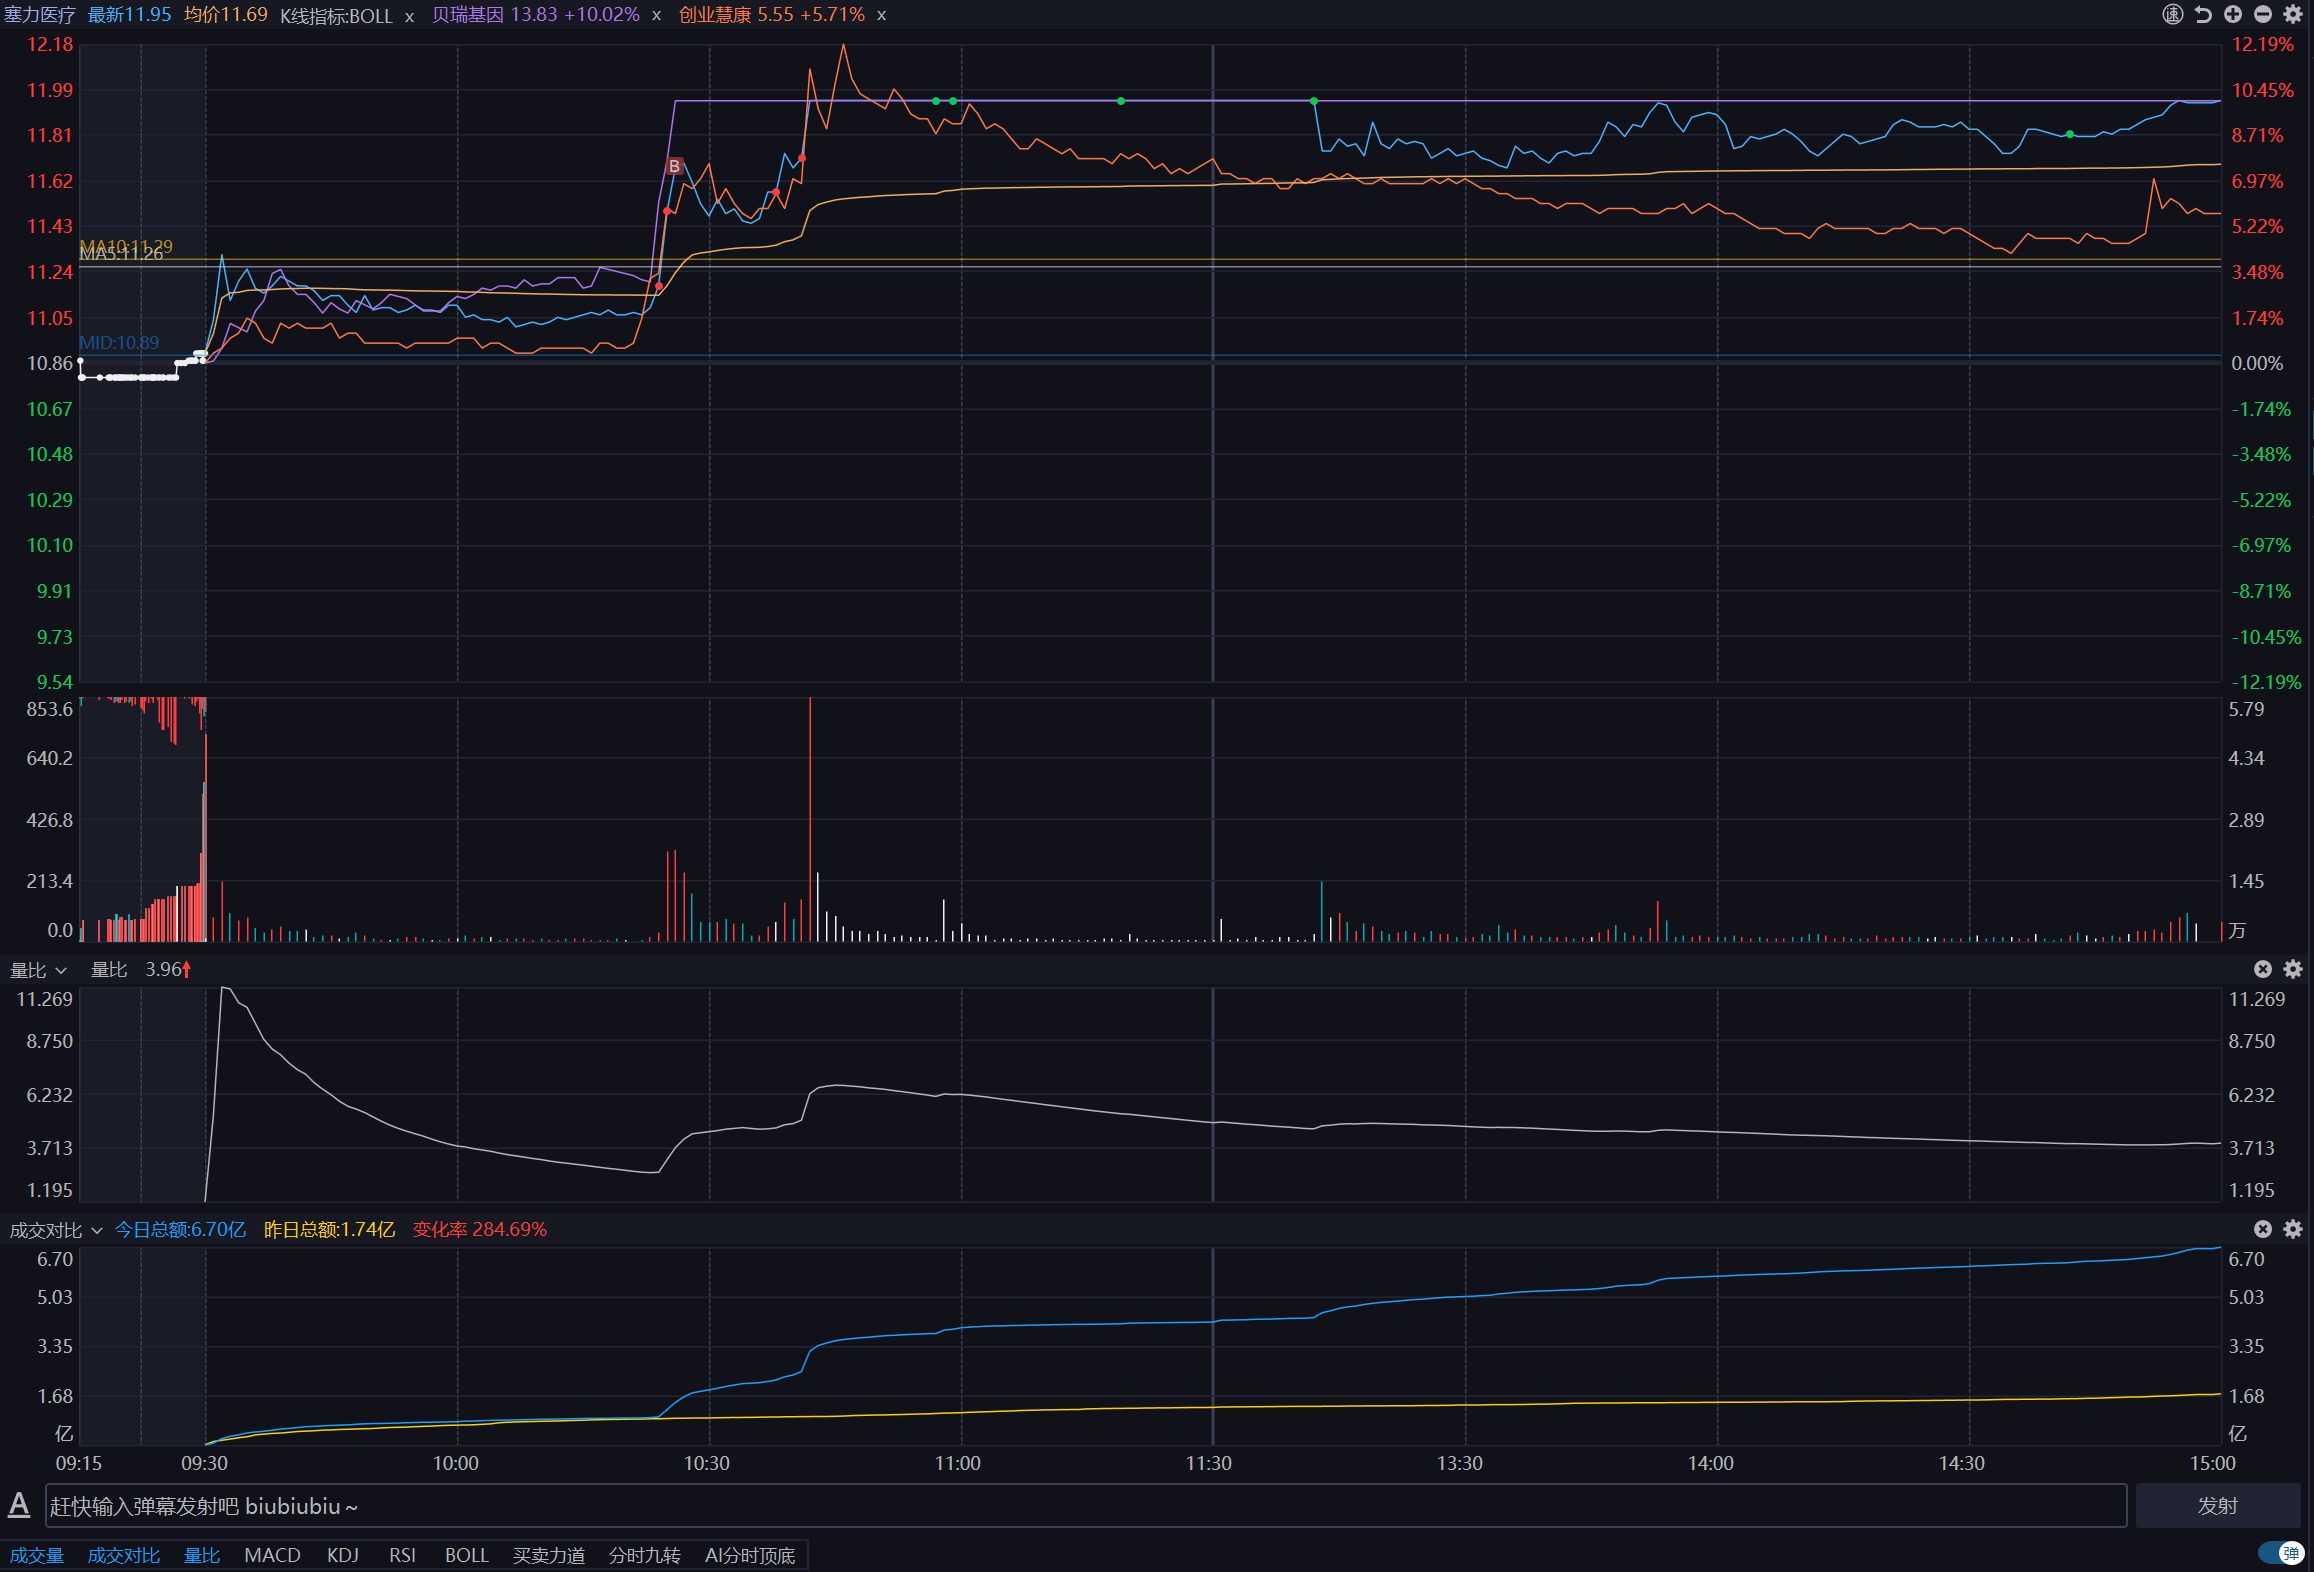 塞力医疗 最新11.95 均价11.69 K线指标:BOLL x 贝瑞基因 13.83 +10.02% x 创业慧康 5.55 +5.71% x 速
12.18 12.19%
11.99 10.45%
11.81 8.71%
B
11.62 6.97%
11.43 5.22%
MA10:11.29
MA5:11.26
11.24 3.48%
11.05 1.74%
MID:10.89
10.86 0.00%
10.67 -1.74%
10.48 -3.48%
10.29 -5.22%
10.10 -6.97%
9.91 -8.71%
9.73 -10.45%
9.54 -12.19%
853.6 5.79
640.2 4.34
426.8 2.89
213.4 1.45
0.0 万
量比 量比 3.96
11.269 11.269
8.750 8.750
6.232 6.232
3.713 3.713
1.195 1.195
成交对比 今日总额:6.70亿 昨日总额:1.74亿 变化率 284.69%
6.70 6.70
5.03 5.03
3.35 3.35
1.68 1.68
亿 亿
09:15 09:30 10:00 10:30 11:00 11:30 13:30 14:00 14:30 15:00
A 赶快输入弹幕发射吧 biubiubiu~ 发射
成交量 成交对比 量比 MACD KDJ RSI BOLL 买卖力道 分时九转 AI分时顶底 弹